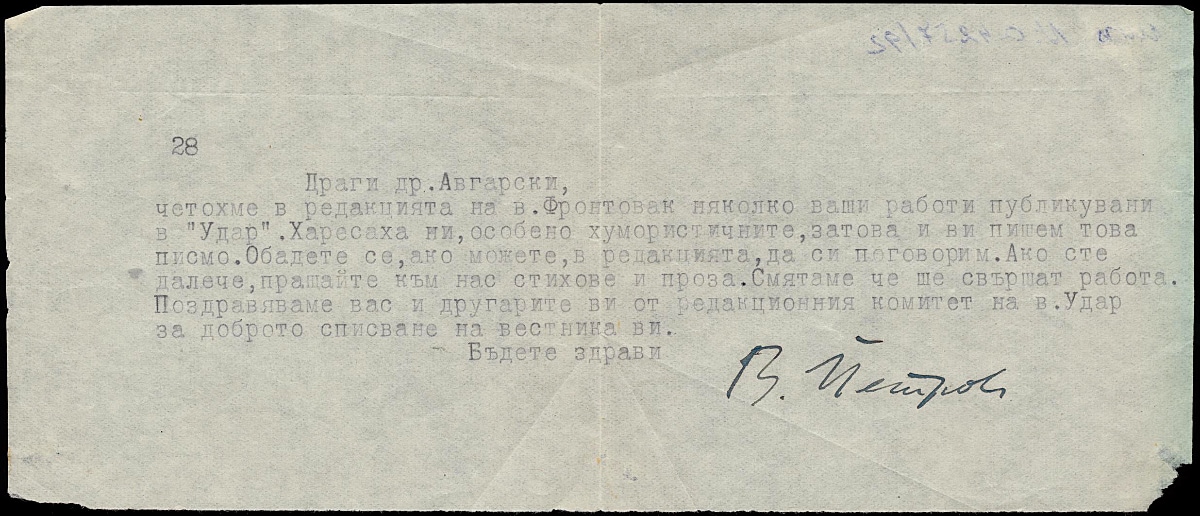 28
Драги др.Авгарски,
четохме в редакцията на в.Фронтовак няколко ваши работи публикувани
в "Удар".Харесаха ни,особено хумористичните,затова и ви пишем това
писмо.Обадете се,ако можете,в редакцията,да си поговорим.Ако сте
далече,пращайте към нас стихове и проза.Смятаме че ше свършат работа.
Поздравяваме вас и другарите ви от редакционния комитет на в.Удар
за доброто списване на вестника ви.
Бъдете здрави
В. Петров